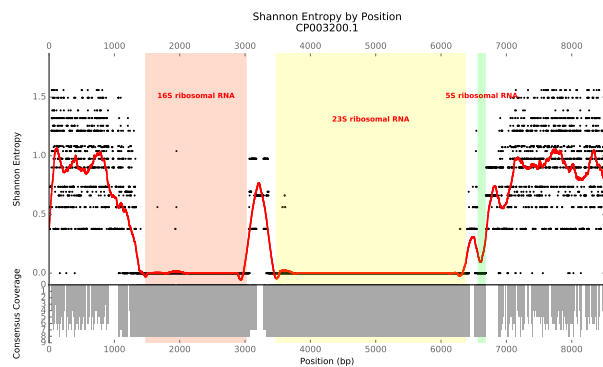 Shannon Entropy by Position
CP003200.1
0 1000 2000 3000 4000 5000 6000 7000 8000
16S ribosomal RNA
5S ribosomal RNA
23S ribosomal RNA
Shannon Entropy
1.5
1.0
0.5
0.0
Consensus Coverage
0 1000 2000 3000 4000 5000 6000 7000 8000
Position (bp)